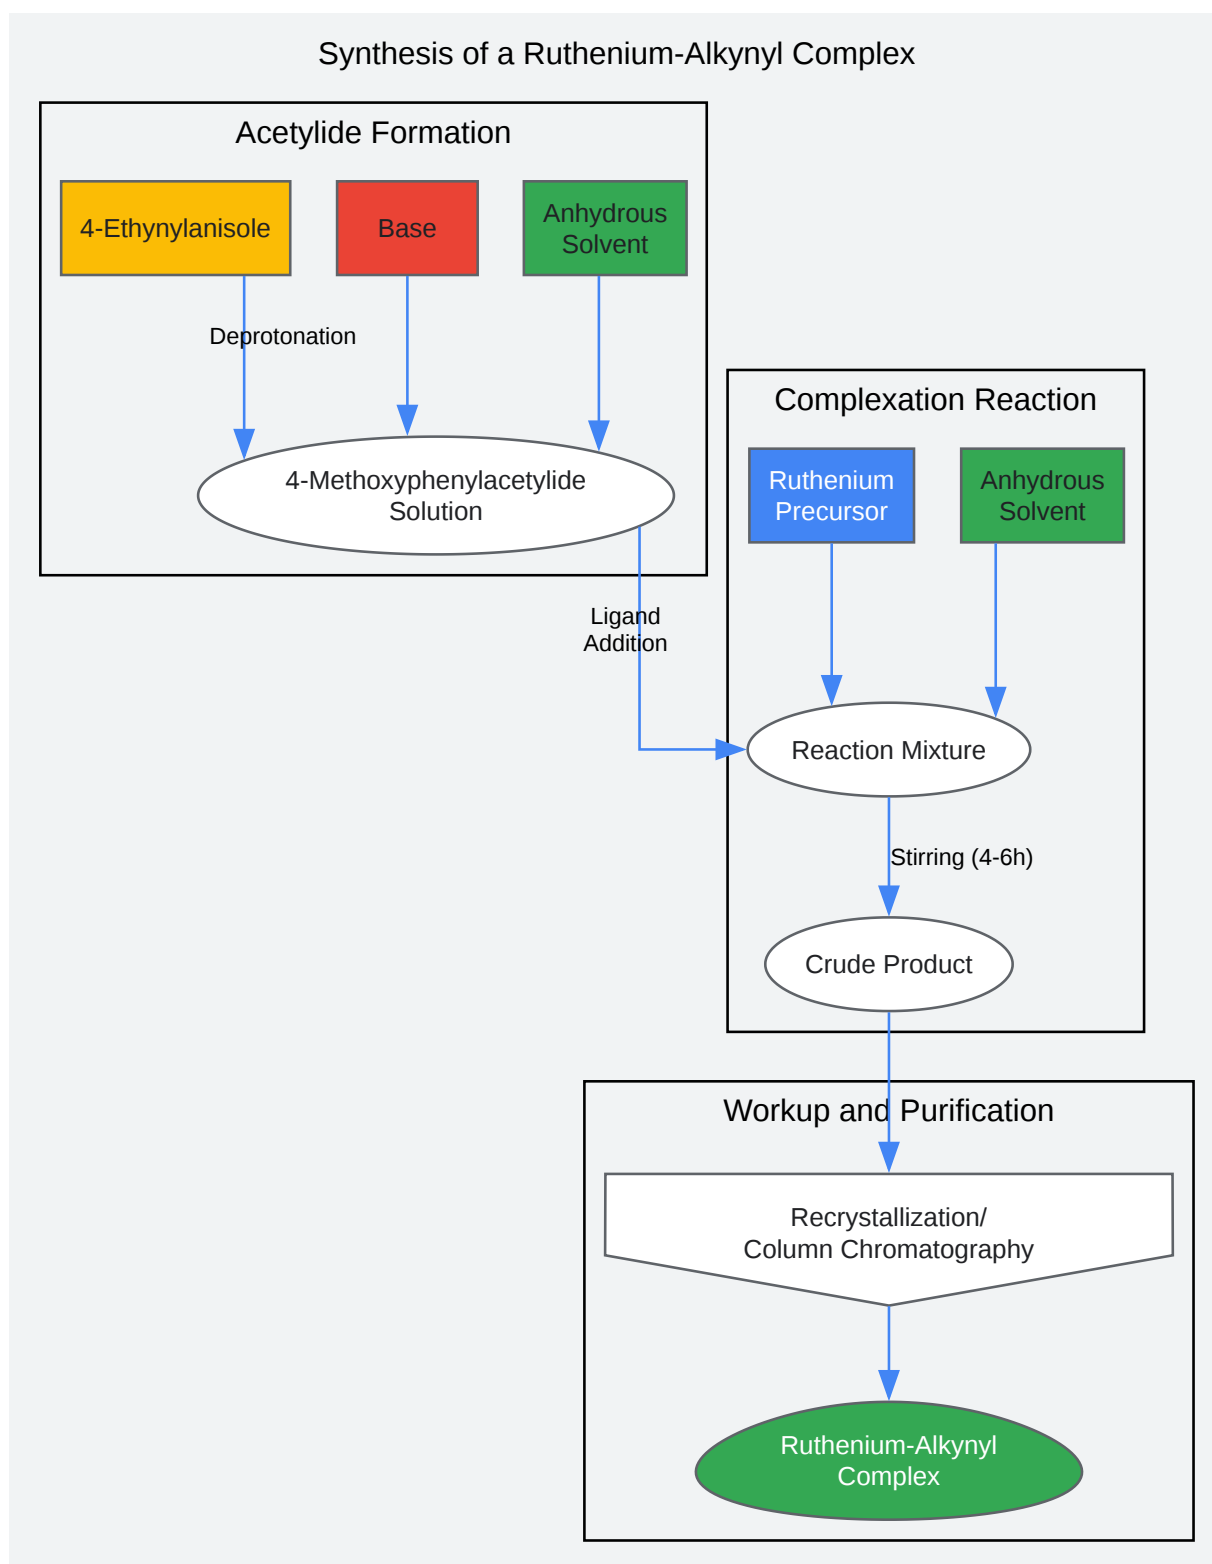 Synthesis of a Ruthenium-Alkynyl Complex
Acetylide Formation
4-Ethynylanisole
Base
Anhydrous
Solvent
Deprotonation
4-Methoxyphenylacetylide
Solution
Ligand
Addition
Complexation Reaction
Ruthenium
Precursor
Anhydrous
Solvent
Reaction Mixture
Stirring (4-6h)
Crude Product
Workup and Purification
Recrystallization/
Column Chromatography
Ruthenium-Alkynyl
Complex